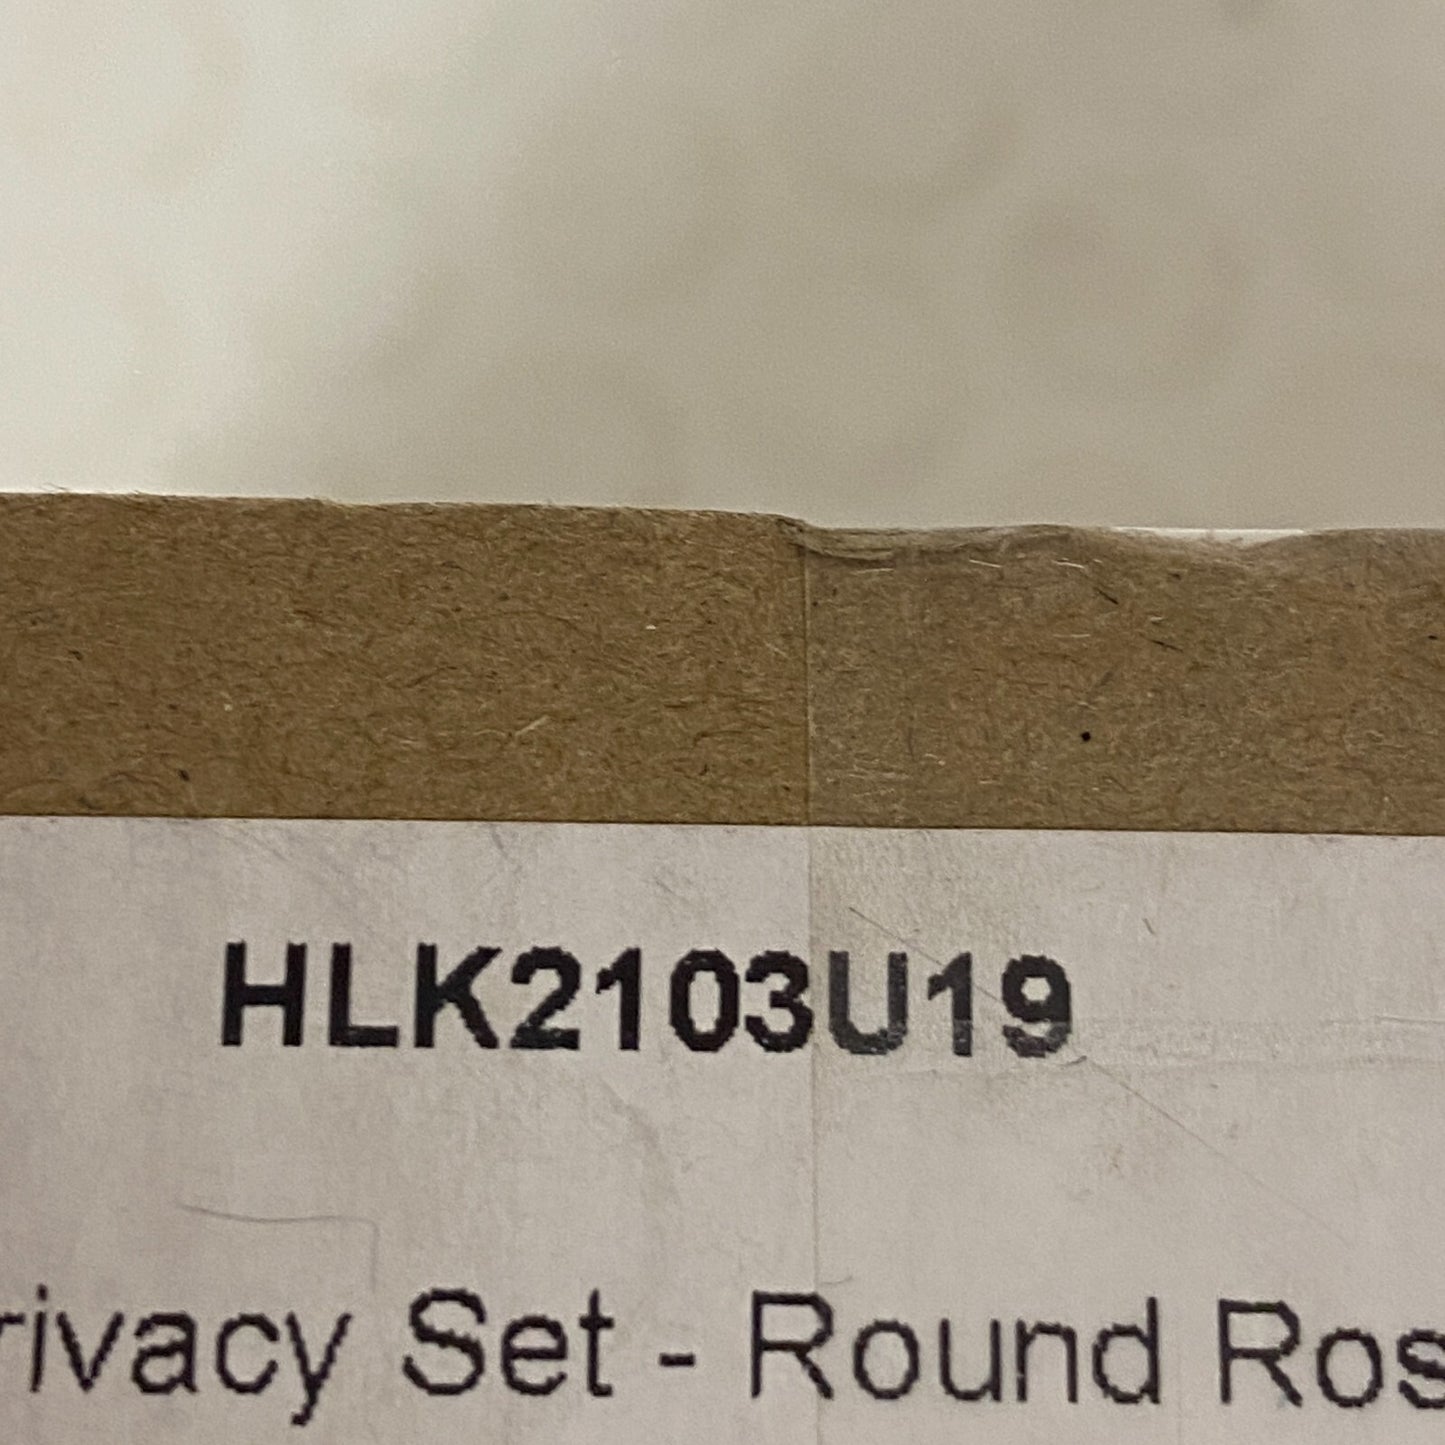 HLK2103U19
rivacy Set - Round Ros